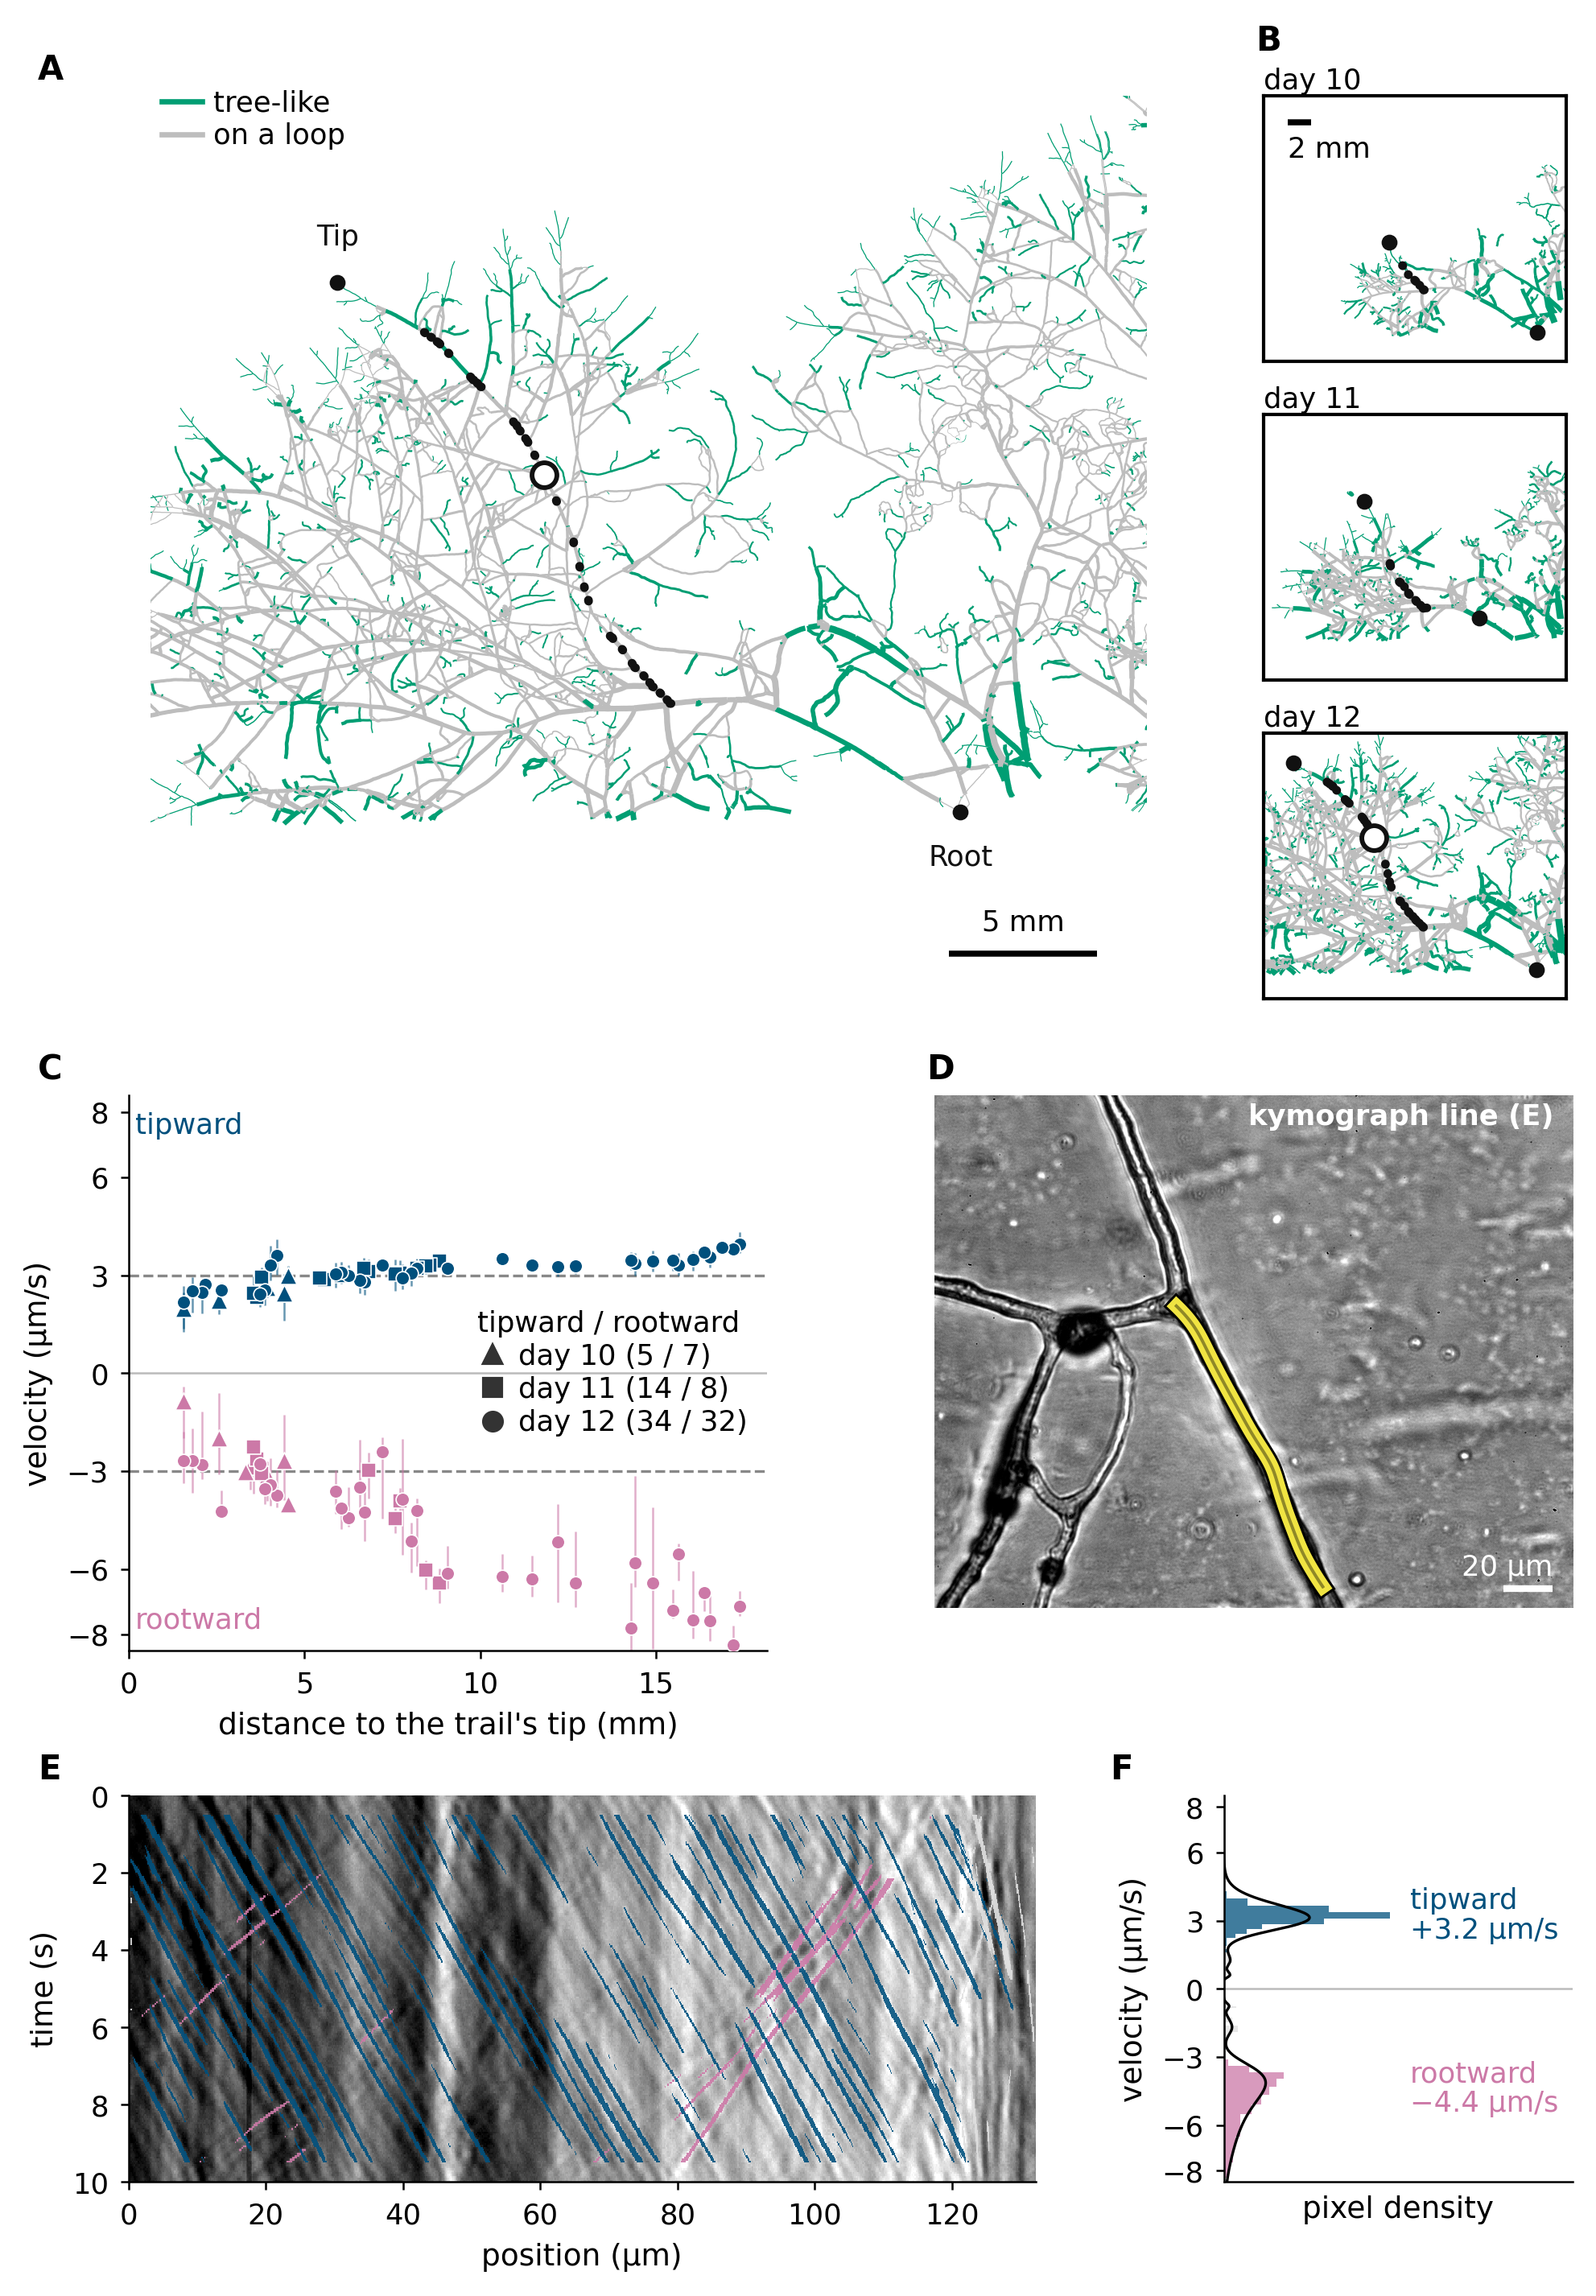 A
tree-like
on a loop
Tip
Root
5 mm
B
day 10
2 mm
day 11
day 12
C
8
6
3
0
−3
−6
−8
velocity (μm/s)
tipward
tipward / rootward
day 10 (5 / 7)
day 11 (14 / 8)
day 12 (34 / 32)
rootward
0
5
10
15
distance to the trail's tip (mm)
D
kymograph line (E)
20 μm
E
0
2
4
6
8
10
time (s)
0
20
40
60
80
100
120
position (μm)
F
8
6
3
0
−3
−6
−8
velocity (μm/s)
tipward
+3.2 μm/s
rootward
−4.4 μm/s
pixel density